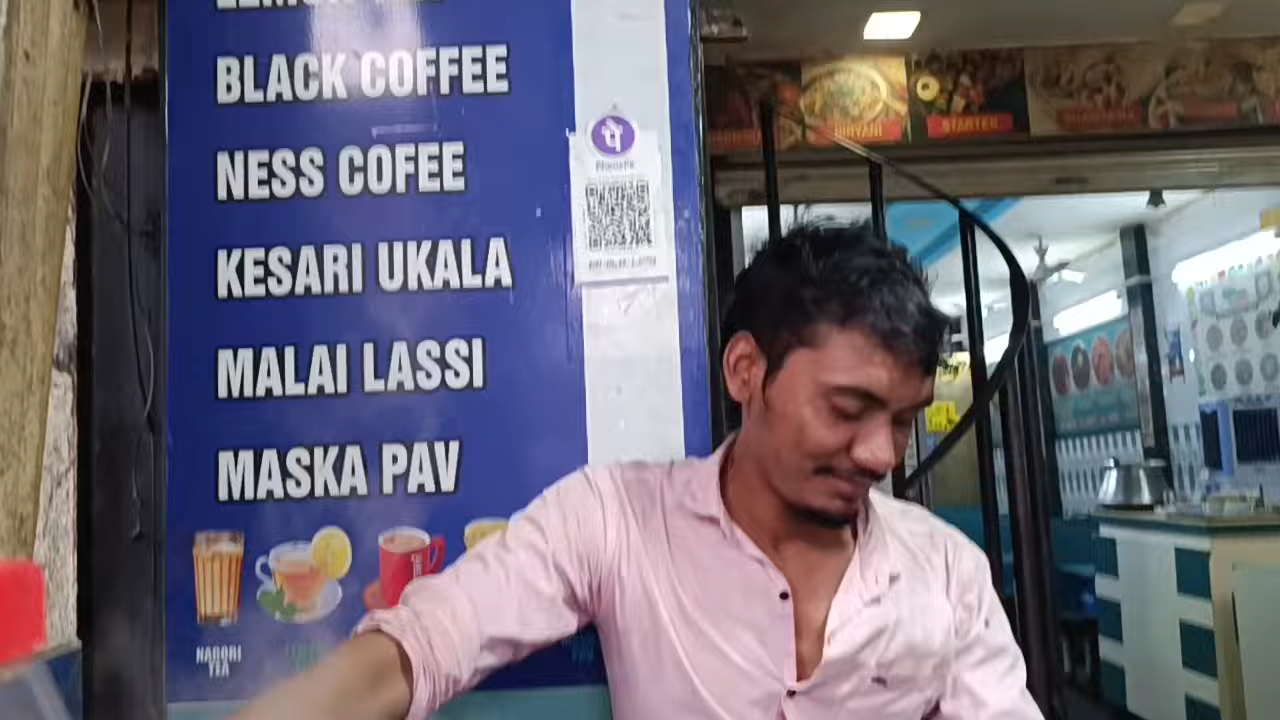 BLACK COFFEE
NESS COFEE
KESARI UKALA
MALAI LASSI
MASKA PAV
पे
PhonePe
BIRYANI
STARTER
NAGORI
TEA